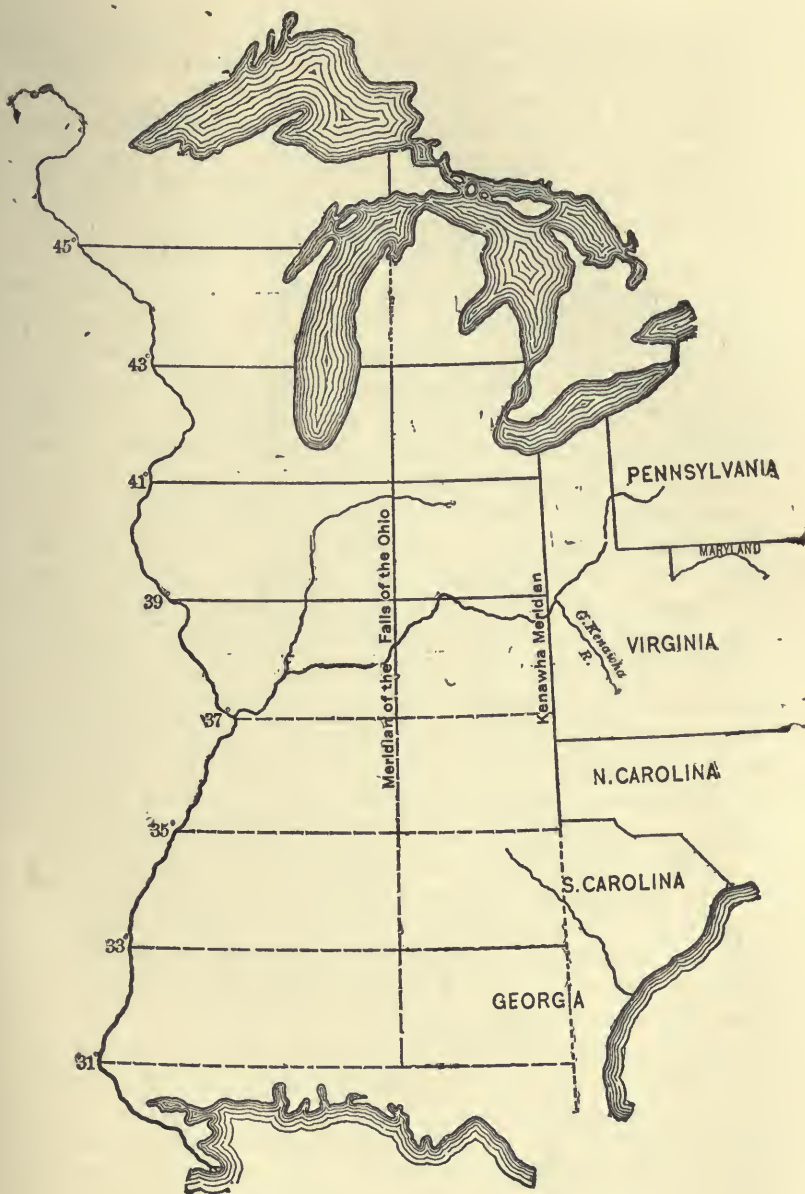 45°
43°
41°
PENNSYLVANIA
MARYLAND
39°
Meridian of the Falls of the Ohio
Kenawha Meridian
G. Kenawha
R.
VIRGINIA
37°
N. CAROLINA
35°
S. CAROLINA
33°
GEORGIA
31°